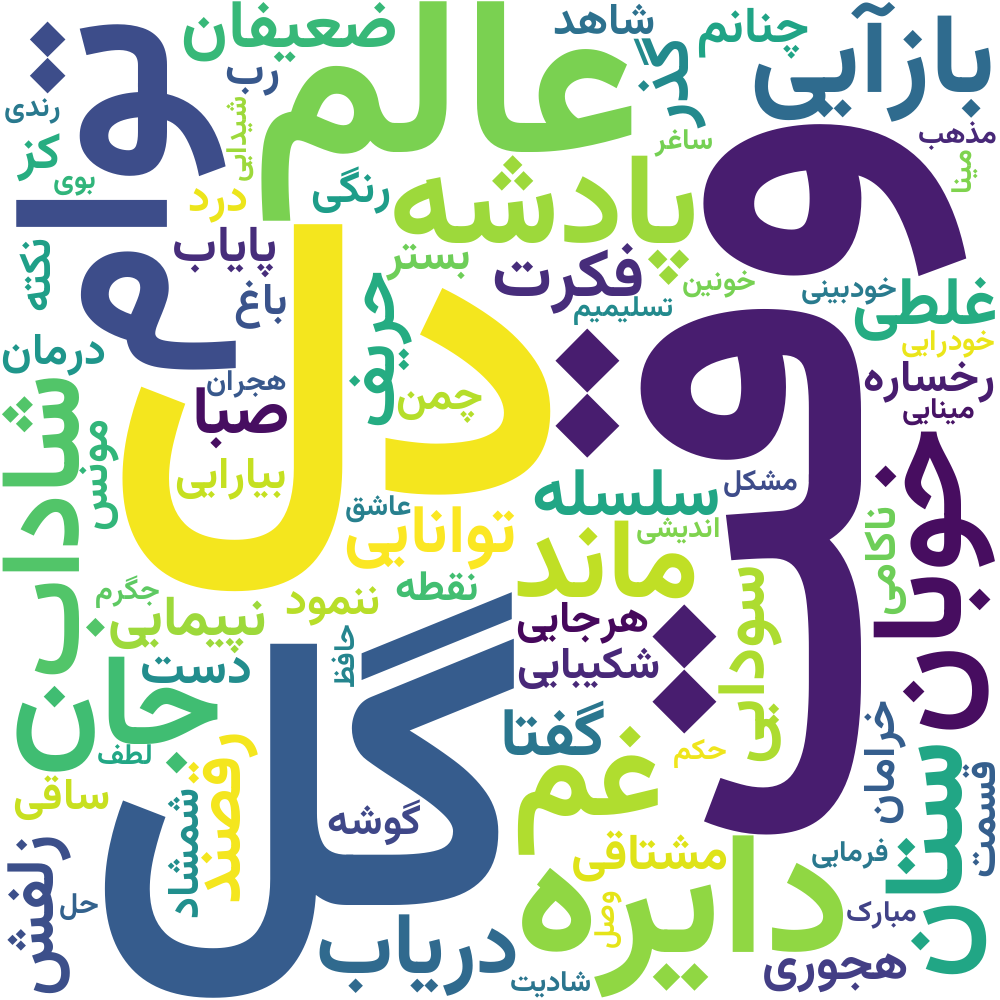 ضعیفان
شاهد
چنانم
بازآیی
توام
رب
عالم
گذر
مذهب
رندی
شیدایی
ساغر
مینا
کز
بوی
درد
رنگی
پادشه
وقت
نکته
پایاب
بستر
فکرت
خونین
خودبینی
غلطی
باغ
حریف
تسلیمیم
خودرایی
درمان
هجران
دل
چمن
رخساره
صبا
مینایی
شاداب
مونس
بیارایی
سلسله
مشکل
خوبان
عاشق
توانایی
اندیشی
ناکامی
ماند
جگرم
نقطه
ننمود
نپیمایی
هرجایی
سودایی
حافظ
شکیبایی
دست
جان
گل
گفتا
غم
حکم
خرامان
لطف
رقصند
ستان
قسمت
ساقی
شمشاد
گوشه
زلفش
مشتاقی
فرمایی
دایره
حل
وصل
مبارک
دریاب
هجوری
شادیت